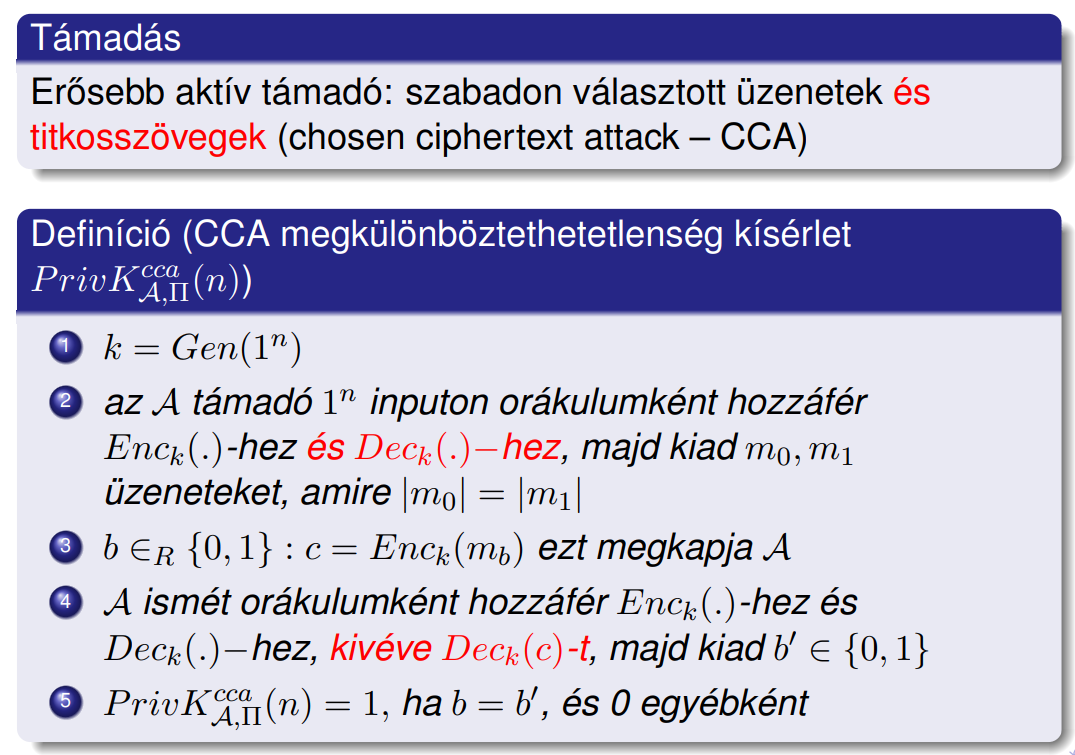 Támadás
Erősebb aktív támadó: szabadon választott üzenetek és
titkosszövegek (chosen ciphertext attack – CCA)
Definíció (CCA megkülönböztethetetlenség kísérlet
$PrivK^{cca}_{\mathcal{A},\Pi}(n)$)
1 $k = Gen(1^n)$
2 az $\mathcal{A}$ támadó $1^n$ inputon orákulumként hozzáfér
$Enc_k(.)$-hez és $Dec_k(.)-$hez, majd kiad $m_0, m_1$
üzeneteket, amire $|m_0| = |m_1|$
3 $b \in_R \{0, 1\} : c = Enc_k(m_b)$ ezt megkapja $\mathcal{A}$
4 $\mathcal{A}$ ismét orákulumként hozzáfér $Enc_k(.)$-hez és
$Dec_k(.)-$hez, kivéve $Dec_k(c)$-t, majd kiad $b' \in \{0, 1\}$
5 $PrivK^{cca}_{\mathcal{A},\Pi}(n) = 1$, ha $b = b'$, és 0 egyébként